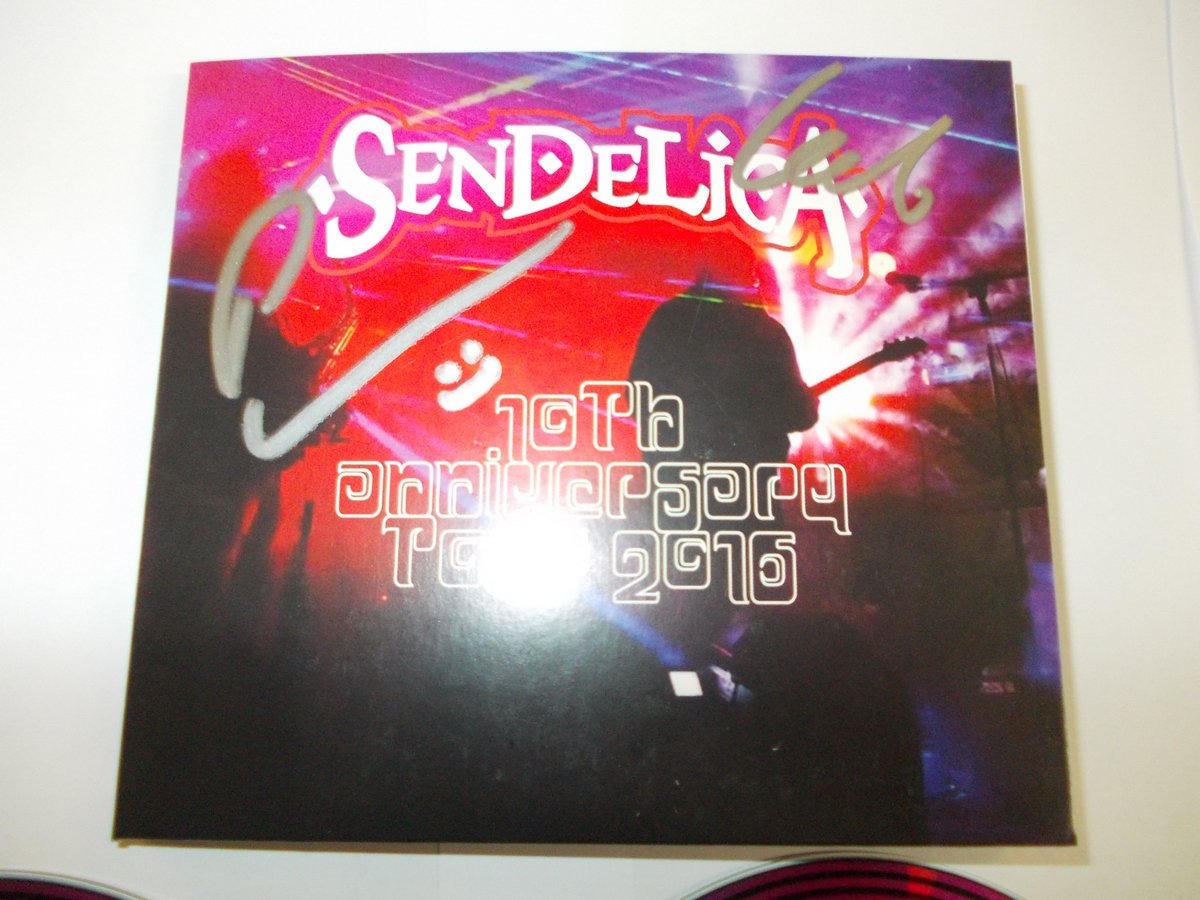 SENDELiCA
10Th
anniversary
2016